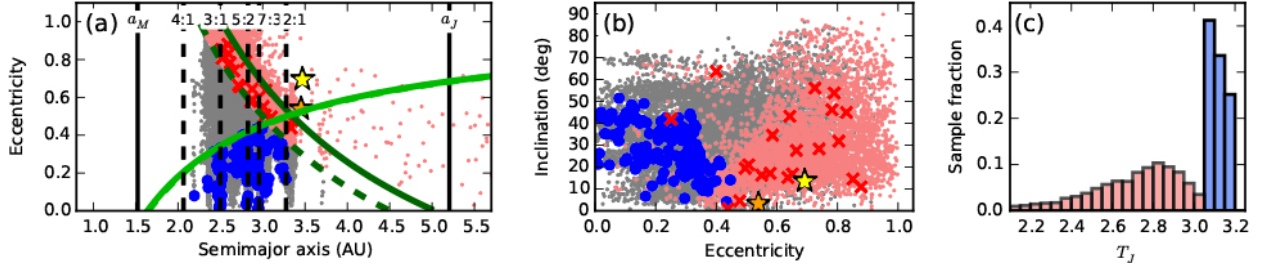 (a)
a_M 4:1 3:1 5:2 7:3 2:1 a_J
1.0
0.8
0.6
0.4
0.2
0.0
Eccentricity
1.0 1.5 2.0 2.5 3.0 3.5 4.0 4.5 5.0 5.5
Semimajor axis (AU)
(b)
90
80
70
60
50
40
30
20
10
0
Inclination (deg)
0.0 0.2 0.4 0.6 0.8 1.0
Eccentricity
(c)
0.4
0.3
0.2
0.1
0.0
Sample fraction
2.2 2.4 2.6 2.8 3.0 3.2
T_J